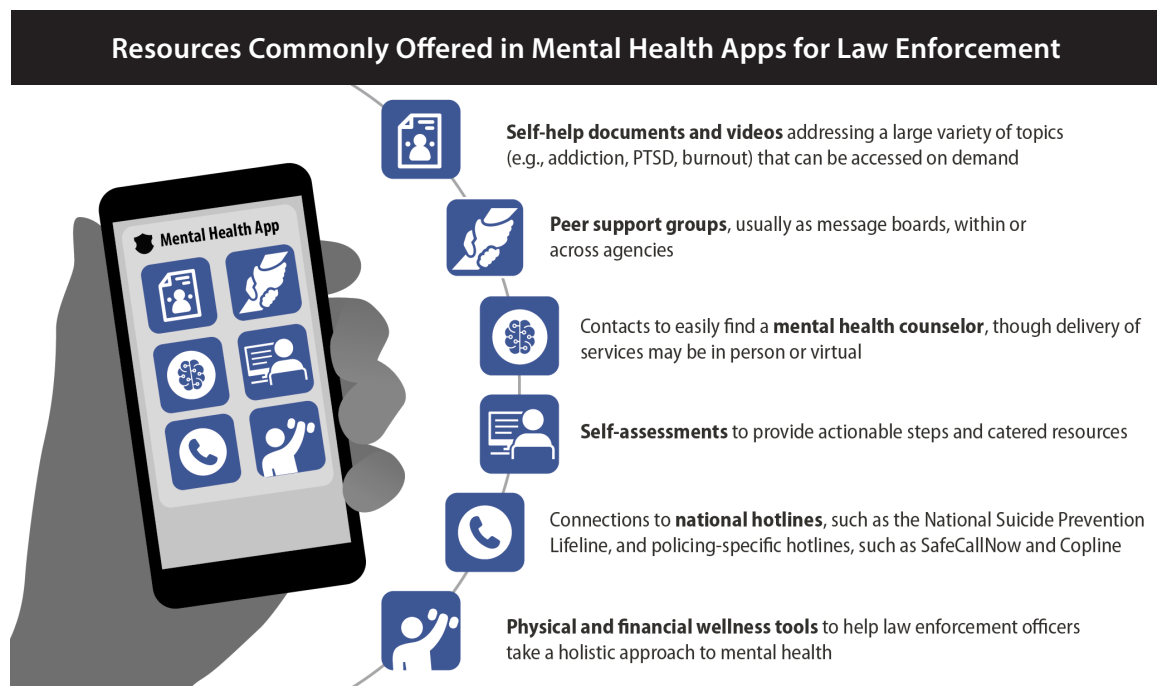 Resources Commonly Offered in Mental Health Apps for Law Enforcement
Mental Health App
Self-help documents and videos addressing a large variety of topics
(e.g., addiction, PTSD, burnout) that can be accessed on demand
Peer support groups, usually as message boards, within or
across agencies
Contacts to easily find a mental health counselor, though delivery of
services may be in person or virtual
Self-assessments to provide actionable steps and catered resources
Connections to national hotlines, such as the National Suicide Prevention
Lifeline, and policing-specific hotlines, such as SafeCallNow and Copline
Physical and financial wellness tools to help law enforcement officers
take a holistic approach to mental health